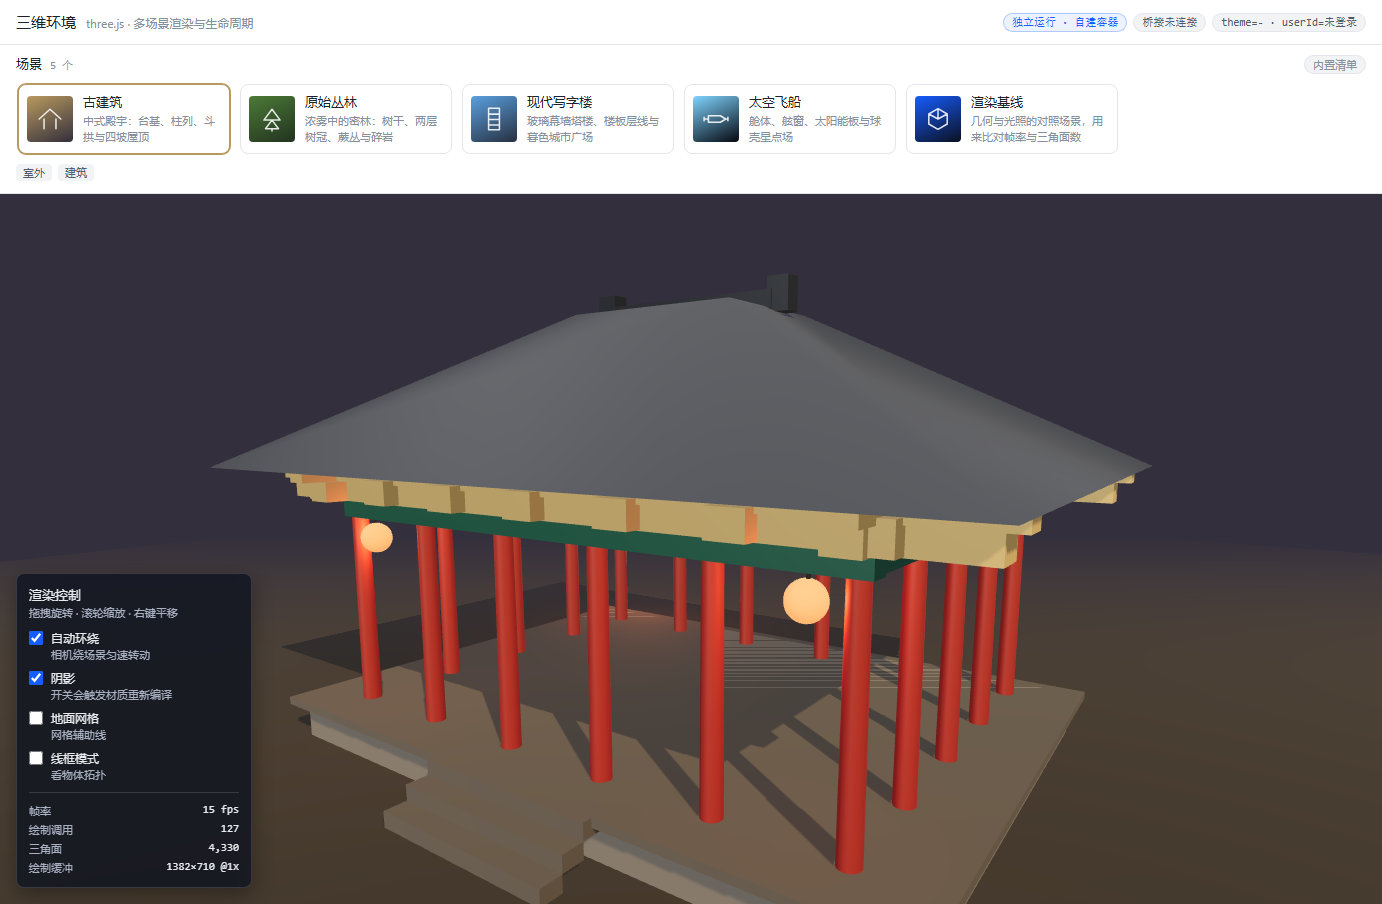 三维环境 three.js · 多场景渲染与生命周期
独立运行 · 自建容器 桥接未连接 theme=- · userId=未登录
场景 5 个
内置清单
古建筑
中式殿宇：台基、柱列、斗
拱与四坡屋顶
原始丛林
浓雾中的密林：树干、两层
树冠、蕨丛与碎岩
现代写字楼
玻璃幕墙塔楼、楼板层线与
暮色城市广场
太空飞船
舱体、舷窗、太阳能板与球
壳星点场
渲染基线
几何与光照的对照场景，用
来比对帧率与三角面数
室外 建筑
渲染控制
拖拽旋转 · 滚轮缩放 · 右键平移
自动环绕
相机绕场景匀速转动
阴影
开关会触发材质重新编译
地面网格
网格辅助线
线框模式
看物体拓扑
帧率 15 fps
绘制调用 127
三角面 4,330
绘制缓冲 1382×710 @1x